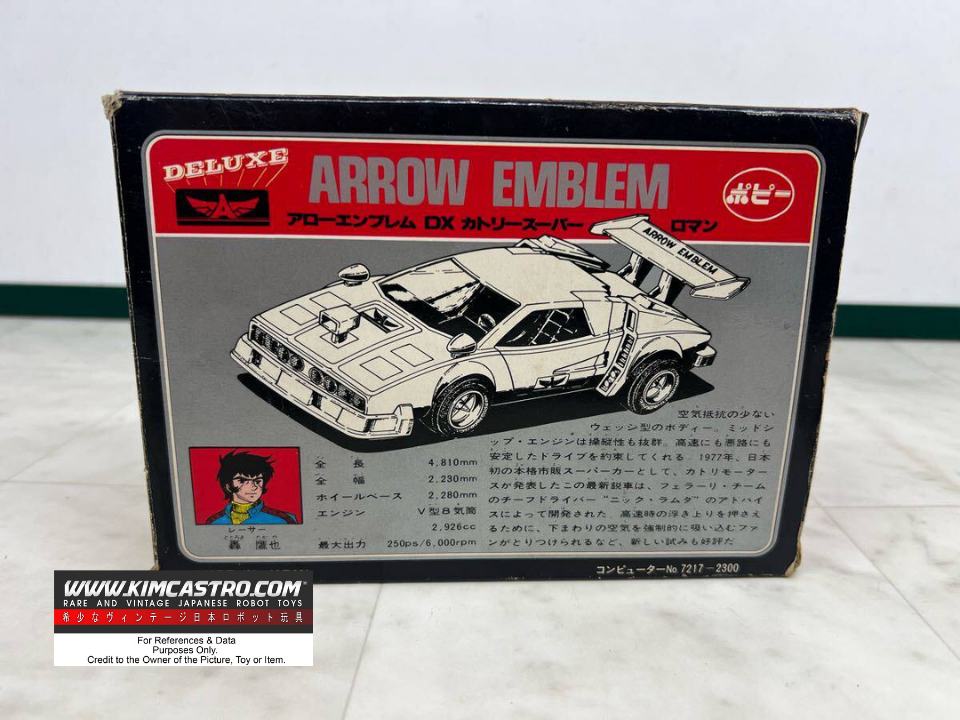 DELUXE
A
ARROW EMBLEM
ポピー
アローエンブレム DX カトリースーパー ロマン
ARROW EMBLEM
空気抵抗の少ない
ウェッジ型のボディー。ミッドシ
ップ・エンジンは操縦性も抜群。高速にも悪路にも
安定したドライブを約束してくれる。1977年、日本
初の本格市販スーパーカーとして、カトリモーター
スが発表したこの最新鋭車は、フェラーリ・チーム
のチーフドライバー"ニック・ラムダ"のアドバイ
スによって開発された。高速時の浮き上りを押さえ
るために、下まわりの空気を強制的に吸い込むファ
ンがとりつけられるなど、新しい試みも好評だ
全長 4,810mm
全幅 2,230mm
ホイールベース 2,280mm
エンジン V型8気筒
2,926cc
最大出力 250ps/6,000rpm
レーサー
轟 鷹也
コンピューターNo. 7217-2300
WWW.KIMCASTRO.COM
RARE AND VINTAGE JAPANESE ROBOT TOYS
希少なヴィンテージ日本ロボット玩具
For References & Data
Purposes Only.
Credit to the Owner of the Picture, Toy or Item.